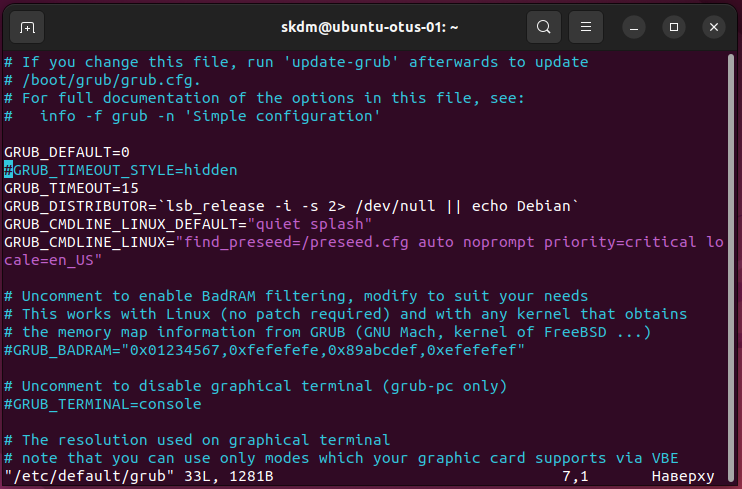 skdm@ubuntu-otus-01: ~
# If you change this file, run 'update-grub' afterwards to update
# /boot/grub/grub.cfg.
# For full documentation of the options in this file, see:
#   info -f grub -n 'Simple configuration'

GRUB_DEFAULT=0
#GRUB_TIMEOUT_STYLE=hidden
GRUB_TIMEOUT=15
GRUB_DISTRIBUTOR=`lsb_release -i -s 2> /dev/null || echo Debian`
GRUB_CMDLINE_LINUX_DEFAULT="quiet splash"
GRUB_CMDLINE_LINUX="find_preseed=/preseed.cfg auto noprompt priority=critical lo
cale=en_US"

# Uncomment to enable BadRAM filtering, modify to suit your needs
# This works with Linux (no patch required) and with any kernel that obtains
# the memory map information from GRUB (GNU Mach, kernel of FreeBSD ...)
#GRUB_BADRAM="0x01234567,0xfefefefe,0x89abcdef,0xefefefef"

# Uncomment to disable graphical terminal (grub-pc only)
#GRUB_TERMINAL=console

# The resolution used on graphical terminal
# note that you can use only modes which your graphic card supports via VBE
"/etc/default/grub" 33L, 1281B 7,1 Наверху